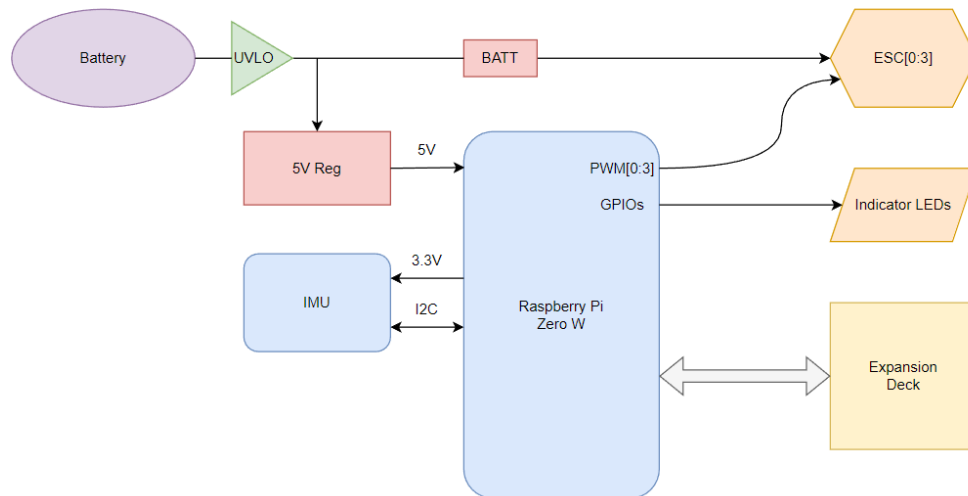 Battery
UVLO
BATT
ESC[0:3]
5V Reg
5V
PWM[0:3]
GPIOs
Indicator LEDs
IMU
3.3V
I2C
Raspberry Pi
Zero W
Expansion
Deck